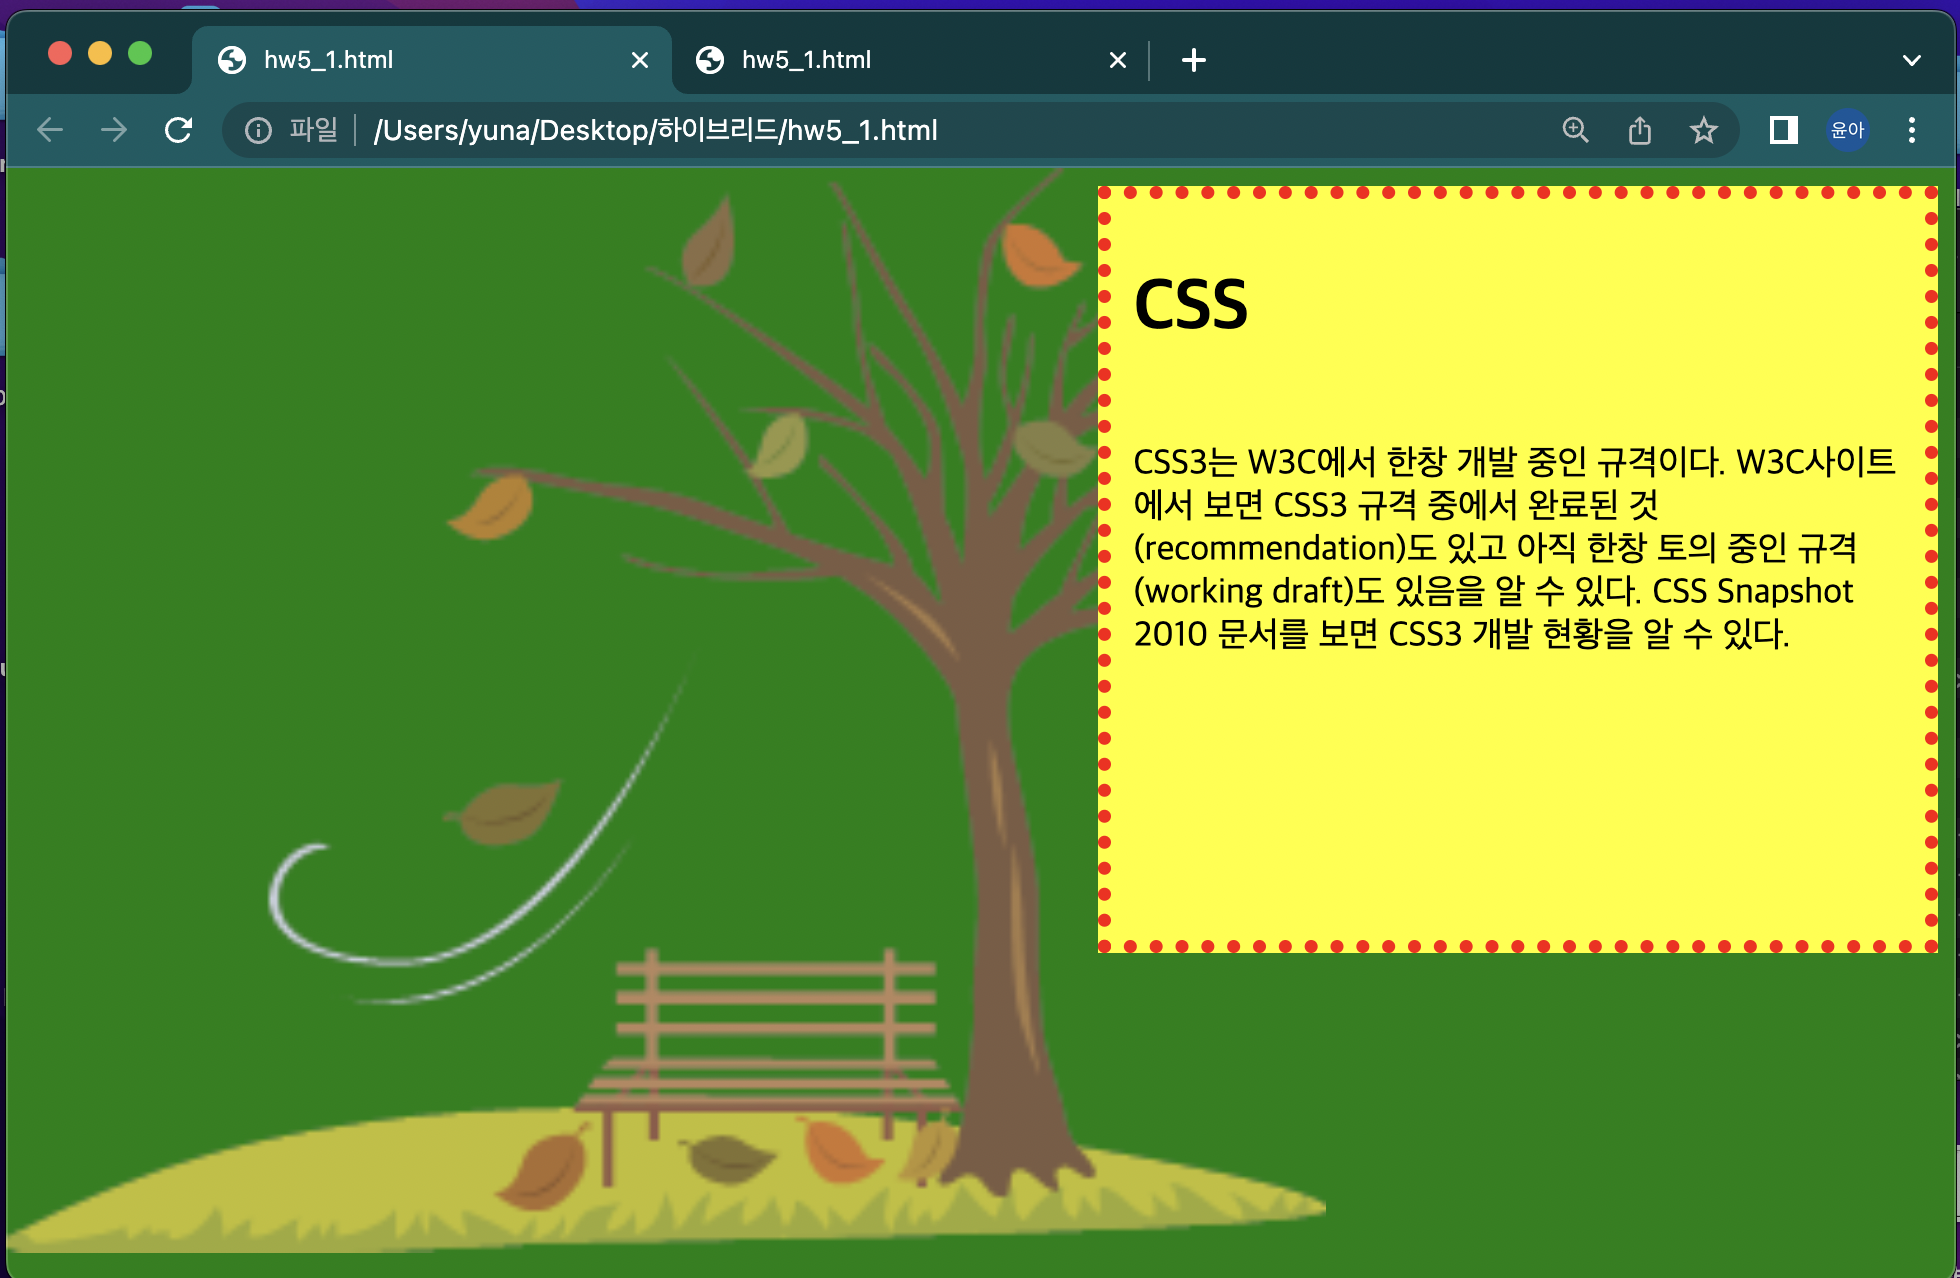 hw5_1.html
hw5_1.html
파일 /Users/yuna/Desktop/하이브리드/hw5_1.html
윤아
CSS
CSS3는 W3C에서 한창 개발 중인 규격이다. W3C사이트
에서 보면 CSS3 규격 중에서 완료된 것
(recommendation)도 있고 아직 한창 토의 중인 규격
(working draft)도 있음을 알 수 있다. CSS Snapshot
2010 문서를 보면 CSS3 개발 현황을 알 수 있다.